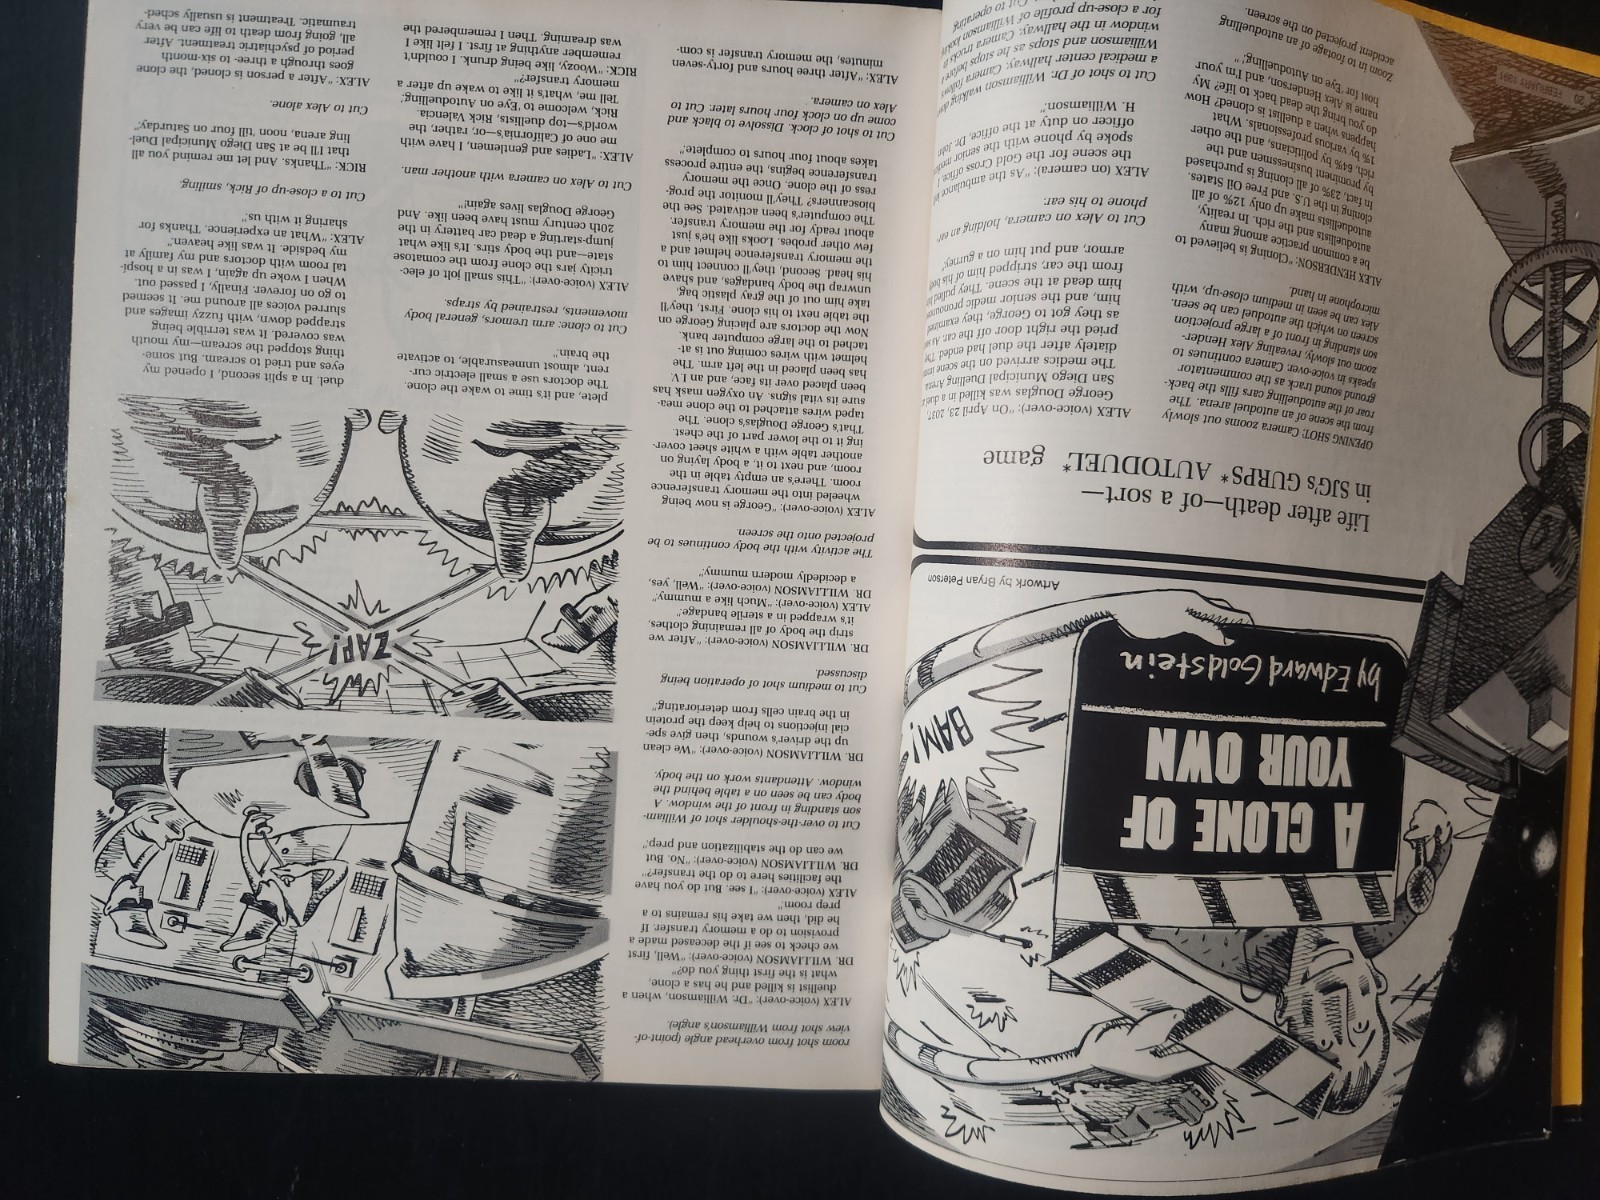 A CLONE OF
YOUR OWN
by Edward Goldstein
BAM!
Artwork by Bryan Peterson
Life after death—of a sort—
in SJG's GURPS* AUTODUEL* game
OPENING SHOT: Camera zooms out slowly
from the scene of an autoduel arena. The
roar of the autoduelling cars fills the back-
ground sound track as the commentator
speaks in voice-over. Camera continues to
zoom out, slowly, revealing Alex Hender-
son standing in front of a large projection
screen on which the autoduel can be seen.
Alex can be seen in medium close-up, with
microphone in hand.
ALEX HENDERSON: "Cloning is believed to
be a common practice among many
autoduellists and the rich. In reality,
autoduellists make up only 12% of all
cloning in the U.S. and Free Oil States.
In fact, 23% of all cloning is purchased
by prominent businessmen and the
rich. 64% by politicians, and the other
1% by various professionals. What
happens when a duellist is cloned? How
do you bring the dead back to life? My
name is Alex Henderson, and I'm your
host for 'Eye on Autoduelling'."
Zoom in to footage of an autoduelling
accident projected on the screen.
20 FEBRUARY 1991
ALEX (voice-over): "On April 23, 2037,
George Douglas was killed in a duel
San Diego Municipal Duelling Arena
The medics arrived on the scene
diately after the duel had ended. The
pried the right door off the car. As
as they got to George, they examined
him, and the senior medic pronounced
him dead at the scene. They pulled
from the car, stripped him of his
armor, and put him on a gurney."
Cut to Alex on camera, holding an ear-
phone to his ear.
ALEX (on camera): "As the ambulance
the scene for the Gold Cross office, I
spoke by phone with the senior medical
officer on duty at the office, Dr. John
H. Williamson."
Cut to shot of Dr. Williamson walking down
a medical center hallway. Camera follows
Williamson and stops as he stops before
window in the hallway. Camera trucks in
for a close-up profile of Williamson looking
Cut to operating
room shot from overhead angle (point-of-
view shot from Williamson's angle).
ALEX (voice-over): "Dr. Williamson, when a
duellist is killed and he has a clone,
what is the first thing you do?"
DR. WILLIAMSON (voice-over): "Well, first
we check to see if the deceased made a
provision to do a memory transfer. If
he did, then we take his remains to a
prep room."
ALEX (voice-over): "I see. But do you have
the facilities here to do the transfer?"
DR. WILLIAMSON (voice-over): "No. But
we can do the stabilization and prep."
Cut to over-the-shoulder shot of William-
son standing in front of the window. A
body can be seen on a table behind the
window. Attendants work on the body.
DR. WILLIAMSON (voice-over): "We clean
up the driver's wounds, then give spe-
cial injections to help keep the protein
in the brain cells from deteriorating."
Cut to medium shot of operation being
discussed.
DR. WILLIAMSON (voice-over): "After we
strip the body of all remaining clothes,
it's wrapped in a sterile bandage."
ALEX (voice-over): "Much like a mummy."
DR. WILLIAMSON (voice-over): "Well, yes,
a decidedly modern mummy."
The activity with the body continues to be
projected onto the screen.
ALEX (voice-over): "George is now being
wheeled into the memory transference
room. There's an empty table in the
room, and next to it, a body laying on
another table with a white sheet cover-
ing it to the lower part of the chest.
That's George Douglas's clone. The
taped wires attached to the clone mea-
sure its vital signs. An oxygen mask has
been placed over its face, and an I.V.
has been placed in the left arm. The
helmet with wires coming out is at-
tached to the large computer bank.
Now the doctors are placing George on
the table next to his clone. First, they'll
take him out of the gray plastic bag,
unwrap the body bandages, and shave
his head. Second, they'll connect him to
the memory transference helmet and a
few other probes. Looks like he's just
about ready for the memory transfer.
The computer's been activated. See the
bioscanners? They'll monitor the prog-
ress of the clone. Once the memory
transference begins, the entire process
takes about four hours to complete."
Cut to shot of clock. Dissolve to black and
come up on clock four hours later. Cut to
Alex on camera.
ALEX: "After three hours and forty-seven
minutes, the memory transfer is com-
ZAP!
plete, and it's time to wake the clone.
The doctors use a small electric cur-
rent, almost unmeasurable, to activate
the brain."
Cut to clone: arm tremors, general body
movements, restrained by straps.
ALEX (voice-over): "This small jolt of elec-
tricity jars the clone from the comatose
state—and the body stirs. It's like what
jump-starting a dead car battery in the
20th century must have been like. And
George Douglas lives again!"
Cut to Alex on camera with another man.
ALEX: "Ladies and gentlemen, I have with
me one of California's—or, rather, the
world's—top duellists, Rick Valencia.
Rick, welcome to 'Eye on Autoduelling.'
Tell me, what's it like to wake up after a
memory transfer?"
RICK: "Woozy, like being drunk. I couldn't
remember anything at first. I felt like I
was dreaming. Then I remembered the
duel. In a split second, I opened my
eyes and tried to scream. But some-
thing stopped the scream—my mouth
was covered. It was terrible being
strapped down, with fuzzy images and
slurred voices all around me. It seemed
to go on forever. Finally, I passed out.
When I woke up again, I was in a hospi-
tal room with doctors and my family at
my bedside. It was like heaven."
ALEX: "What an experience. Thanks for
sharing it with us."
Cut to a close-up of Rick, smiling.
RICK: "Thanks. And let me remind you all
that I'll be at San Diego Municipal Duel-
ling arena, noon 'till four on Saturday."
Cut to Alex alone.
ALEX: "After a person is cloned, the clone
goes through a three- to six-month
period of psychiatric treatment. After
all, going from death to life can be very
traumatic. Treatment is usually sched-